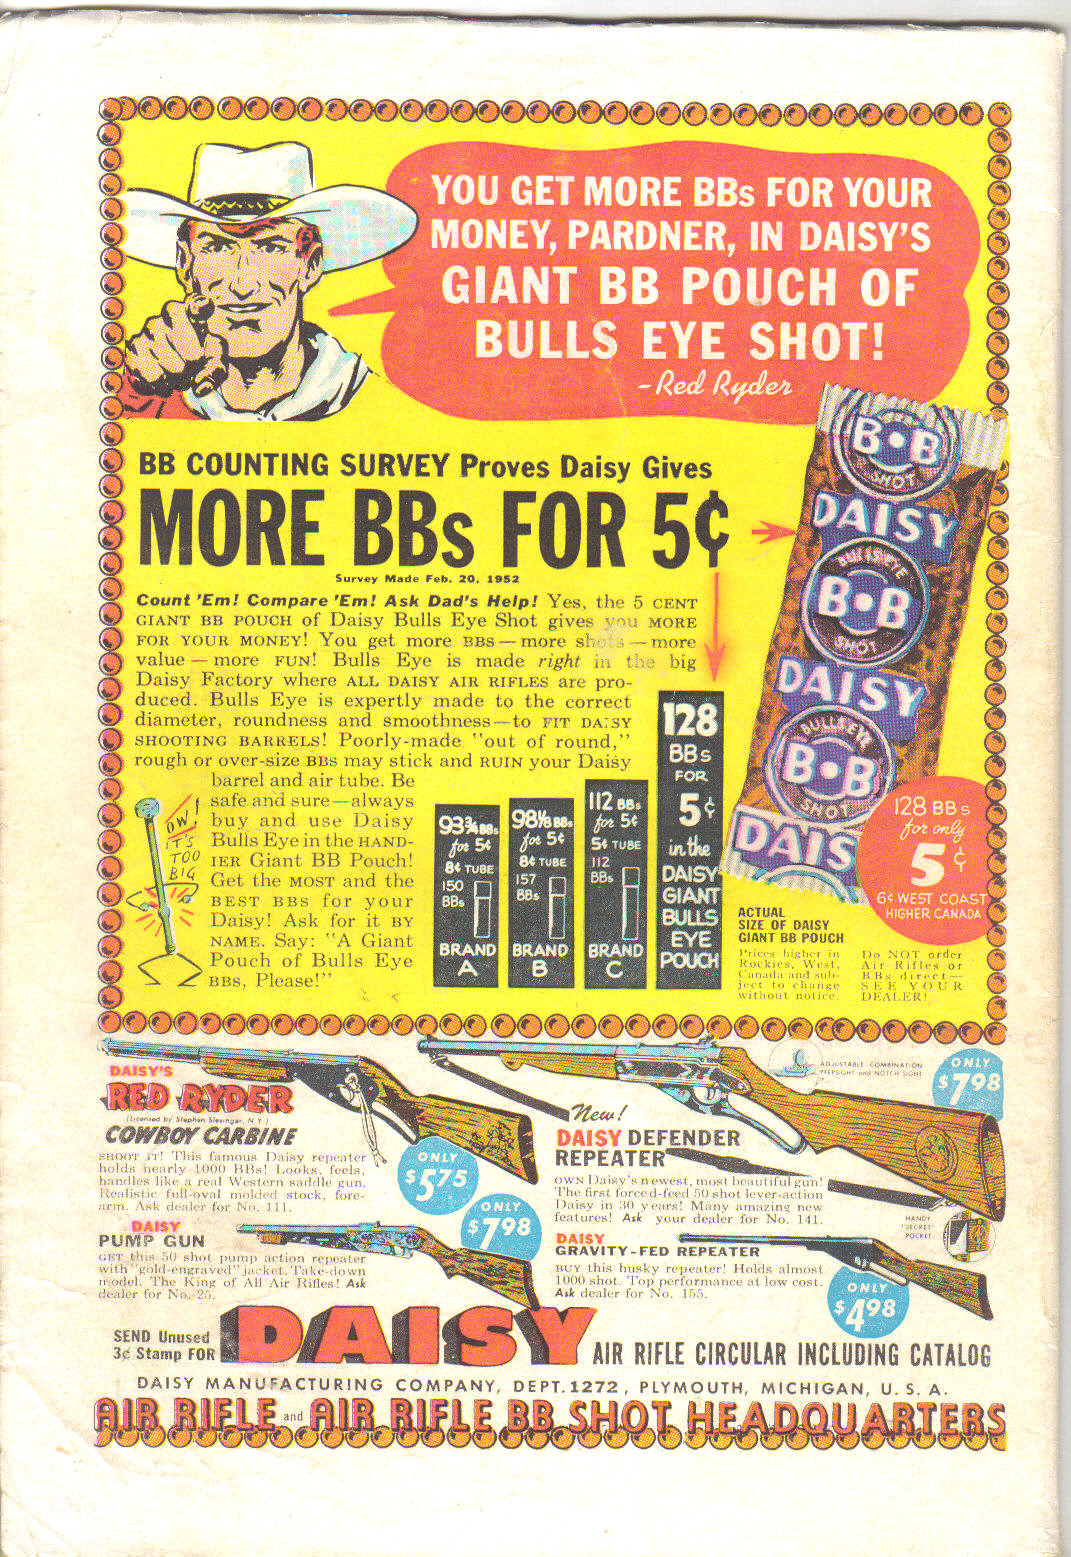 YOU GET MORE BBs FOR YOUR
MONEY, PARDNER, IN DAISY'S
GIANT BB POUCH OF
BULLS EYE SHOT!
-Red Ryder
BB COUNTING SURVEY Proves Daisy Gives
MORE BBs FOR 5¢
Survey Made Feb. 20, 1952
Count 'Em! Compare 'Em! Ask Dad's Help! Yes, the 5 CENT
GIANT BB POUCH of Daisy Bulls Eye Shot gives you MORE
FOR YOUR MONEY! You get more BBs — more shots — more
value — more FUN! Bulls Eye is made right in the big
Daisy Factory where ALL DAISY AIR RIFLES are pro-
duced. Bulls Eye is expertly made to the correct
diameter, roundness and smoothness—to FIT DAISY
SHOOTING BARRELS! Poorly-made "out of round,"
rough or over-size BBs may stick and RUIN your Daisy
barrel and air tube. Be
safe and sure—always
buy and use Daisy
Bulls Eye in the HAND-
IER Giant BB Pouch!
Get the MOST and the
BEST BBs for your
Daisy! Ask for it BY
NAME. Say: "A Giant
Pouch of Bulls Eye
BBs, Please!"
OW!
IT'S
TOO
BIG
93¾ BBs
for 5¢
8¢ TUBE
150
BBs
BRAND
A
98⅛ BBs
for 5¢
8¢ TUBE
157
BBs
BRAND
B
112 BBs
for 5¢
5¢ TUBE
112
BBs
BRAND
C
128
BBs
FOR
5¢
in the
DAISY
GIANT
BULLS
EYE
POUCH
B•B
SHOT
DAISY
BULLSEYE
B•B
SHOT
DAISY
BULLSEYE
B•B
SHOT
DAIS
128 BBs
for only
5¢
6¢ WEST COAST
HIGHER CANADA
ACTUAL
SIZE OF DAISY
GIANT BB POUCH
Prices higher in
Rockies, West,
Canada and sub-
ject to change
without notice.
Do NOT order
Air Rifles or
BBs direct—
SEE YOUR
DEALER!
DAISY'S
RED RYDER
(Licensed by Stephen Slesinger, N.Y.)
COWBOY CARBINE
SHOOT IT! This famous Daisy repeater
holds nearly 1000 BBs! Looks, feels,
handles like a real Western saddle gun.
Realistic full-oval molded stock, fore-
arm. Ask dealer for No. 111.
ONLY
$5.75
DAISY
PUMP GUN
GET this 50 shot pump action repeater
with "gold-engraved" jacket. Take-down
model. The King of All Air Rifles! Ask
dealer for No. 25.
ONLY
$7.98
ADJUSTABLE COMBINATION
PEEPSIGHT and NOTCH SIGHT
ONLY
$7.98
New!
DAISY DEFENDER
REPEATER
OWN Daisy's newest, most beautiful gun!
The first forced-feed 50 shot lever-action
Daisy in 30 years! Many amazing new
features! Ask your dealer for No. 141.
HANDY
"SECRET"
POCKET
DAISY
GRAVITY-FED REPEATER
BUY this husky repeater! Holds almost
1000 shot. Top performance at low cost.
Ask dealer for No. 155.
ONLY
$4.98
SEND Unused
3¢ Stamp FOR
DAISY
AIR RIFLE CIRCULAR INCLUDING CATALOG
DAISY MANUFACTURING COMPANY, DEPT. 1272, PLYMOUTH, MICHIGAN, U. S. A.
AIR RIFLE and AIR RIFLE BB SHOT HEADQUARTERS